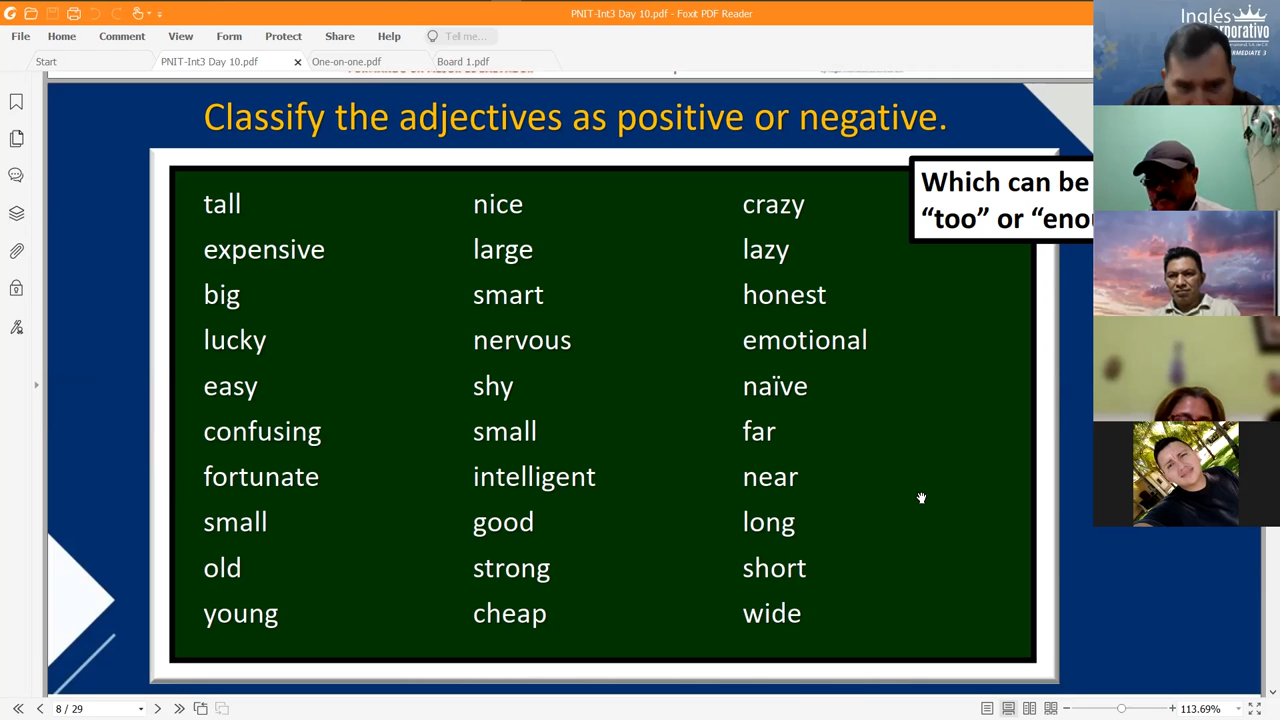 PNIT-Int3 Day 10.pdf - Foxit PDF Reader
File Home Comment View Form Protect Share Help Tell me...
Start PNIT-Int3 Day 10.pdf One-on-one.pdf Board 1.pdf
Inglés
INTERMEDIATE 3
Classify the adjectives as positive or negative.
Which can be
“too” or
tall nice crazy
expensive large lazy
big smart honest
lucky nervous emotional
easy shy naïve
confusing small far
fortunate intelligent near
small good long
old strong short
young cheap wide
8 / 29 113.69%